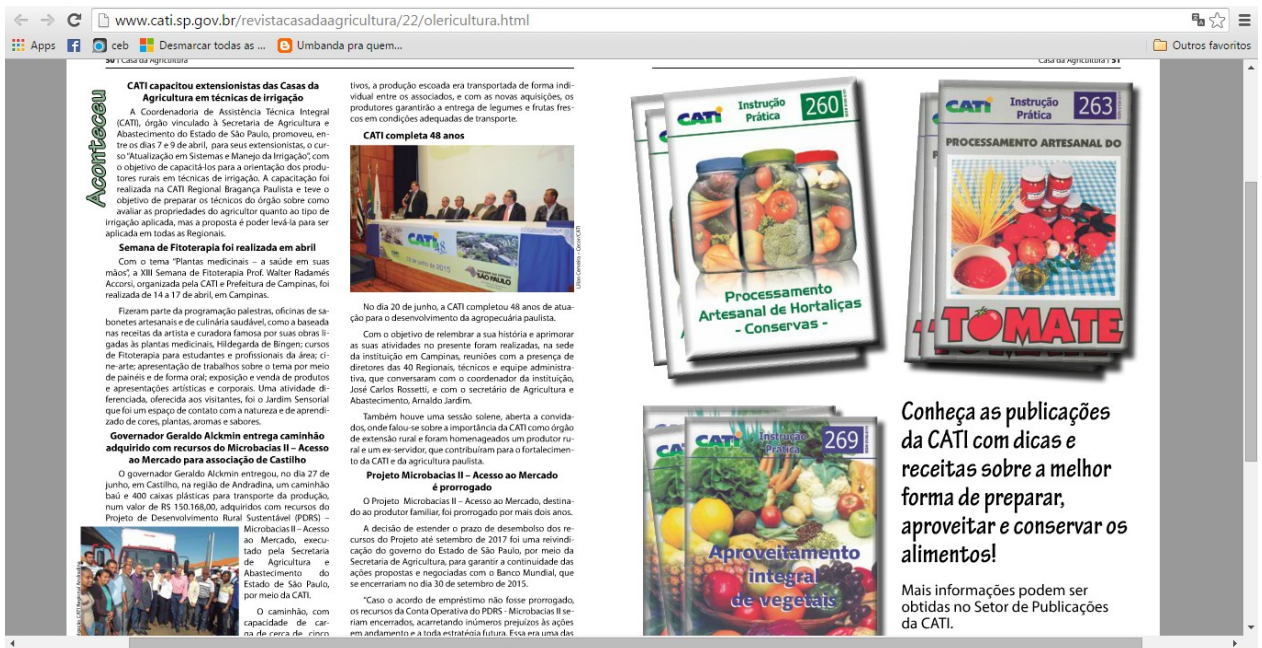 www.cati.sp.gov.br/revistacasadaagricultura/22/olericultura.html
Apps
ceb
Desmarcar todas as ...
Umbanda pra quem...
Outros favoritos
50 | Casa da Agricultura
Casa da Agricultura | 51
Aconteceu
CATI capacitou extensionistas das Casas da
Agricultura em técnicas de irrigação
A Coordenadoria de Assistência Técnica Integral
(CATI), órgão vinculado à Secretaria de Agricultura e
Abastecimento do Estado de São Paulo, promoveu, en-
tre os dias 7 e 9 de abril, para seus extensionistas, o cur-
so "Atualização em Sistemas e Manejo da Irrigação", com
o objetivo de capacitá-los para a orientação dos produ-
tores rurais em técnicas de irrigação. A capacitação foi
realizada na CATI Regional Bragança Paulista e teve o
objetivo de preparar os técnicos do órgão sobre como
avaliar as propriedades do agricultor quanto ao tipo de
irrigação aplicada, mas a proposta é poder levá-la para ser
aplicada em todas as Regionais.
Semana de Fitoterapia foi realizada em abril
Com o tema "Plantas medicinais – a saúde em suas
mãos", a XIII Semana de Fitoterapia Prof. Walter Radamés
Accorsi, organizada pela CATI e Prefeitura de Campinas, foi
realizada de 14 a 17 de abril, em Campinas.
Fizeram parte da programação palestras, oficinas de sa-
bonetes artesanais e de culinária saudável, como a baseada
nas receitas da artista e curadora famosa por suas obras li-
gadas às plantas medicinais, Hildegarda de Bingen; cursos
de Fitoterapia para estudantes e profissionais da área; ci-
ne-arte; apresentação de trabalhos sobre o tema por meio
de painéis e de forma oral; exposição e venda de produtos
e apresentações artísticas e corporais. Uma atividade di-
ferenciada, oferecida aos visitantes, foi o Jardim Sensorial
que foi um espaço de contato com a natureza e de aprendi-
zado de cores, plantas, aromas e sabores.
Governador Geraldo Alckmin entrega caminhão
adquirido com recursos do Microbacias II – Acesso
ao Mercado para associação de Castilho
O governador Geraldo Alckmin entregou, no dia 27 de
junho, em Castilho, na região de Andradina, um caminhão
baú e 400 caixas plásticas para transporte da produção,
num valor de R$ 150.168,00, adquiridos com recursos do
Projeto de Desenvolvimento Rural Sustentável (PDRS) –
Microbacias II – Acesso
ao Mercado, execu-
tado pela Secretaria
de Agricultura e
Abastecimento do
Estado de São Paulo,
por meio da CATI.
O caminhão, com
capacidade de car-
ga de cerca de cinco
tivos, a produção escoada era transportada de forma indi-
vidual entre os associados, e com as novas aquisições, os
produtores garantirão a entrega de legumes e frutas fres-
cos em condições adequadas de transporte.
CATI completa 48 anos
CATI 48
20 de junho de 2015
SÃO PAULO
No dia 20 de junho, a CATI completou 48 anos de atua-
ção para o desenvolvimento da agropecuária paulista.
Com o objetivo de relembrar a sua história e aprimorar
as suas atividades no presente foram realizadas, na sede
da instituição em Campinas, reuniões com a presença de
diretores das 40 Regionais, técnicos e equipe administra-
tiva, que conversaram com o coordenador da instituição,
José Carlos Rossetti, e com o secretário de Agricultura e
Abastecimento, Arnaldo Jardim.
Também houve uma sessão solene, aberta a convida-
dos, onde falou-se sobre a importância da CATI como órgão
de extensão rural e foram homenageados um produtor ru-
ral e um ex-servidor, que contribuíram para o fortalecimen-
to da CATI e da agricultura paulista.
Projeto Microbacias II – Acesso ao Mercado
é prorrogado
O Projeto Microbacias II – Acesso ao Mercado, destina-
do ao produtor familiar, foi prorrogado por mais dois anos.
A decisão de estender o prazo de desembolso dos re-
cursos do Projeto até setembro de 2017 foi uma reivindi-
cação do governo do Estado de São Paulo, por meio da
Secretaria de Agricultura, para garantir a continuidade das
ações propostas e negociadas com o Banco Mundial, que
se encerrariam no dia 30 de setembro de 2015.
"Caso o acordo de empréstimo não fosse prorrogado,
os recursos da Conta Operativa do PDRS - Microbacias II se-
riam encerrados, acarretando inúmeros prejuízos às ações
em andamento e a toda estratégia futura. Essa era uma das
CATI Instrução Prática 260
Processamento
Artesanal de Hortaliças
- Conservas -
CATI Instrução Prática 263
PROCESSAMENTO ARTESANAL DO
TOMATE
CATI Instrução Prática 269
Aproveitamento
integral
de vegetais
Conheça as publicações
da CATI com dicas e
receitas sobre a melhor
forma de preparar,
aproveitar e conservar os
alimentos!
Mais informações podem ser
obtidas no Setor de Publicações
da CATI.